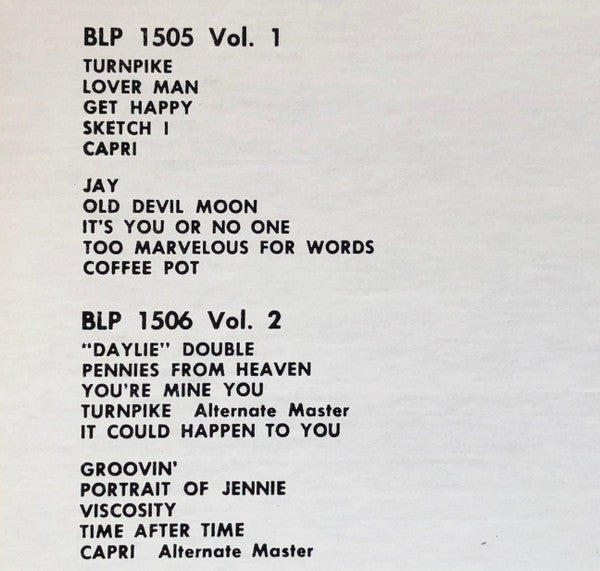 BLP 1505 Vol. 1
TURNPIKE
LOVER MAN
GET HAPPY
SKETCH I
CAPRI
JAY
OLD DEVIL MOON
IT'S YOU OR NO ONE
TOO MARVELOUS FOR WORDS
COFFEE POT
BLP 1506 Vol. 2
"DAYLIE" DOUBLE
PENNIES FROM HEAVEN
YOU'RE MINE YOU
TURNPIKE Alternate Master
IT COULD HAPPEN TO YOU
GROOVIN'
PORTRAIT OF JENNIE
VISCOSITY
TIME AFTER TIME
CAPRI Alternate Master